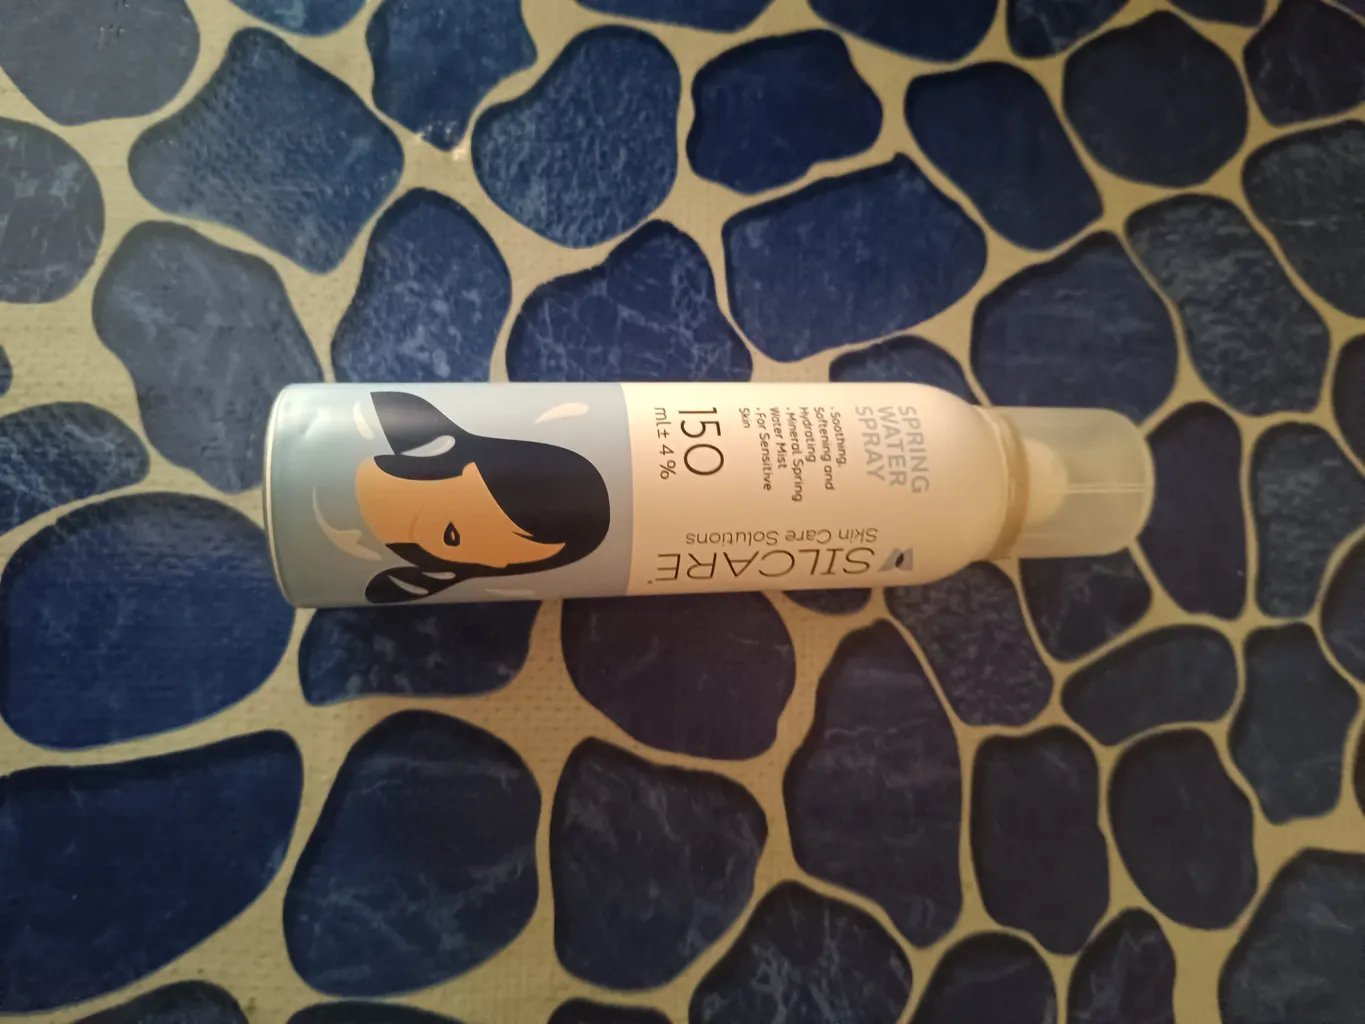 SPRING
WATER
SPRAY
• Soothing,
Softening and
Hydrating
• Mineral Spring
Water Mist
• For Sensitive
Skin
150
ml± 4 %
SILCARE
Skin Care Solutions